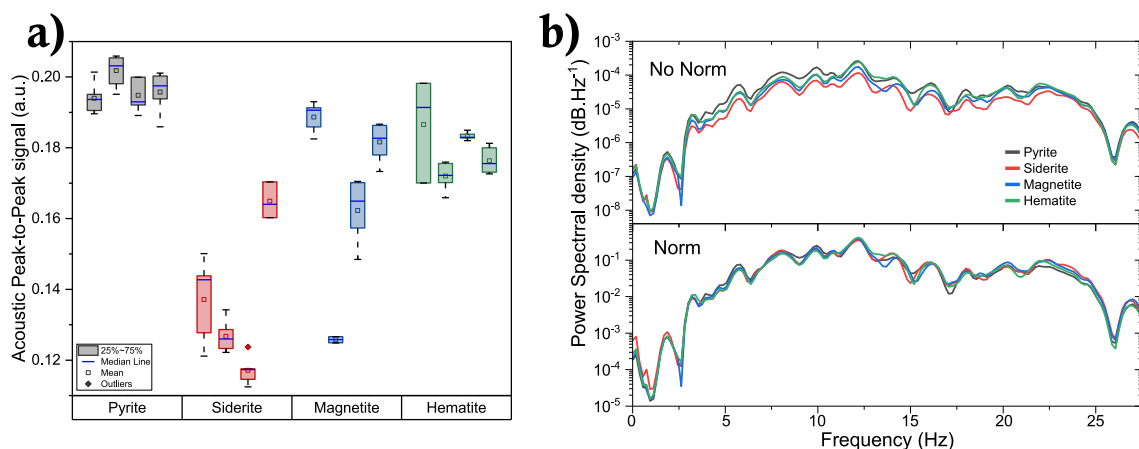 a)
Acoustic Peak-to-Peak signal (a.u.)
0.20
0.18
0.16
0.14
0.12
25%~75%
Median Line
Mean
Outliers
Pyrite Siderite Magnetite Hematite
b)
Power Spectrral density (dB.Hz-1)
10-3
10-4
10-5
10-6
10-7
10-8
No Norm
Pyrite
Siderite
Magnetite
Hematite
10-1
10-2
10-3
10-4
10-5
Norm
0 5 10 15 20 25
Frequency (Hz)